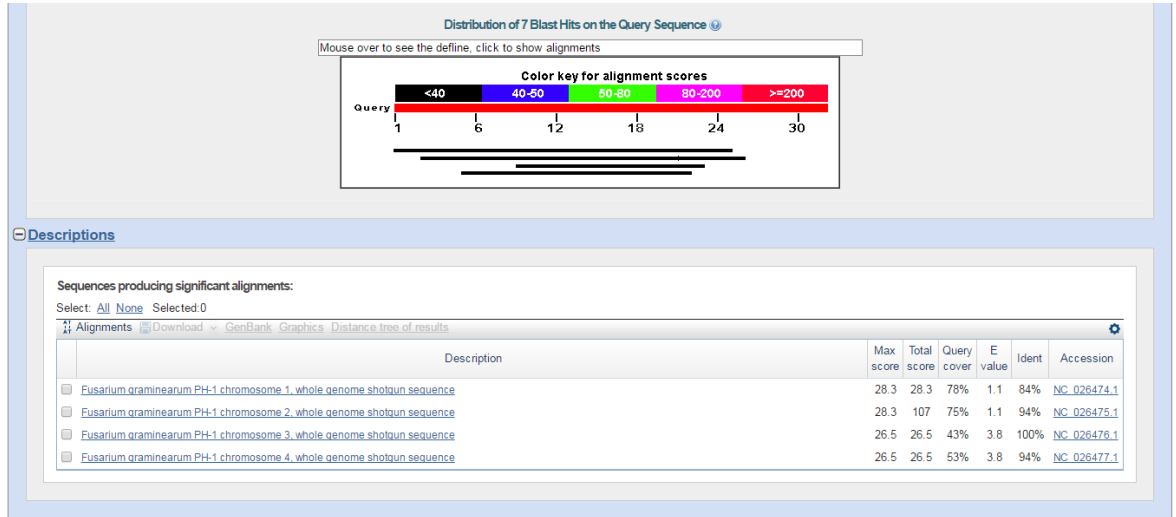 Distribution of 7 Blast Hits on the Query Sequence
Mouse over to see the defline, click to show alignments
Color key for alignment scores
<40 40-50 50-80 80-200 >=200
Query
1 6 12 18 24 30
Descriptions
Sequences producing significant alignments:
Select: All None Selected:0
Alignments Download GenBank Graphics Distance tree of results
Description Max score Total score Query cover E value Ident Accession
Fusarium graminearum PH-1 chromosome 1, whole genome shotgun sequence 28.3 28.3 78% 1.1 84% NC_026474.1
Fusarium graminearum PH-1 chromosome 2, whole genome shotgun sequence 28.3 107 75% 1.1 94% NC_026475.1
Fusarium graminearum PH-1 chromosome 3, whole genome shotgun sequence 26.5 26.5 43% 3.8 100% NC_026476.1
Fusarium graminearum PH-1 chromosome 4, whole genome shotgun sequence 26.5 26.5 53% 3.8 94% NC_026477.1